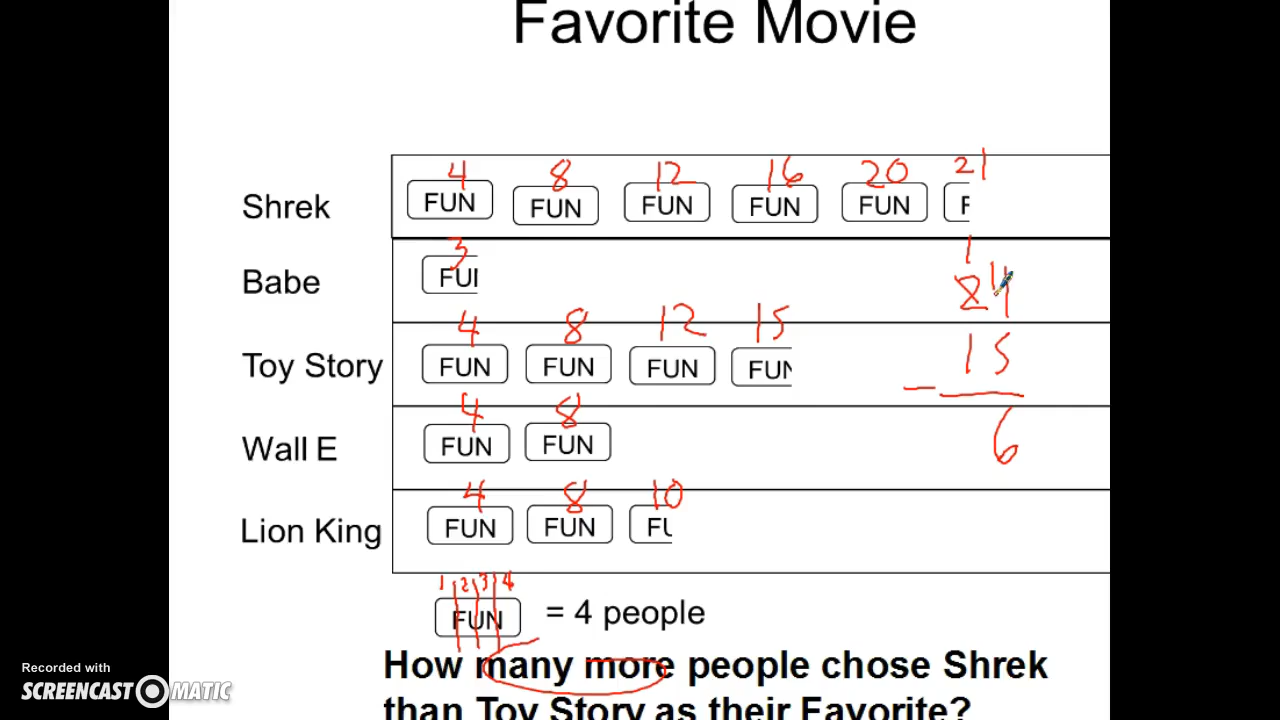 Favorite Movie
4 8 12 16 20 21
Shrek FUN FUN FUN FUN FUN F
3 1
Babe FUI 21
4 8 12 15
Toy Story FUN FUN FUN FUN 15
4 8 -
Wall E FUN FUN 6
4 8 10
Lion King FUN FUN FU
1 2 3 4
FUN = 4 people
How many more people chose Shrek
than Toy Story as their Favorite?
Recorded with
SCREENCAST MATIC